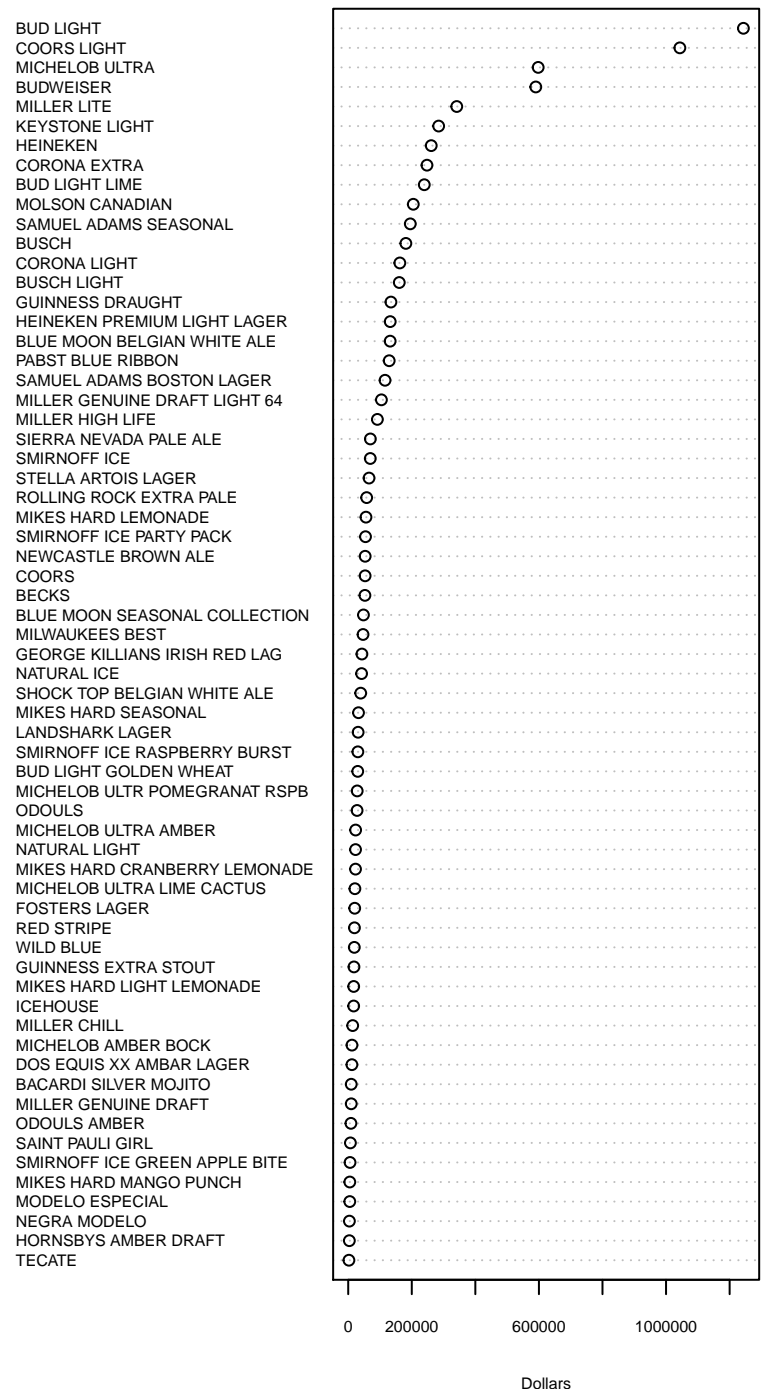 BUD LIGHT
COORS LIGHT
MICHELOB ULTRA
BUDWEISER
MILLER LITE
KEYSTONE LIGHT
HEINEKEN
CORONA EXTRA
BUD LIGHT LIME
MOLSON CANADIAN
SAMUEL ADAMS SEASONAL
BUSCH
CORONA LIGHT
BUSCH LIGHT
GUINNESS DRAUGHT
HEINEKEN PREMIUM LIGHT LAGER
BLUE MOON BELGIAN WHITE ALE
PABST BLUE RIBBON
SAMUEL ADAMS BOSTON LAGER
MILLER GENUINE DRAFT LIGHT 64
MILLER HIGH LIFE
SIERRA NEVADA PALE ALE
SMIRNOFF ICE
STELLA ARTOIS LAGER
ROLLING ROCK EXTRA PALE
MIKES HARD LEMONADE
SMIRNOFF ICE PARTY PACK
NEWCASTLE BROWN ALE
COORS
BECKS
BLUE MOON SEASONAL COLLECTION
MILWAUKEES BEST
GEORGE KILLIANS IRISH RED LAG
NATURAL ICE
SHOCK TOP BELGIAN WHITE ALE
MIKES HARD SEASONAL
LANDSHARK LAGER
SMIRNOFF ICE RASPBERRY BURST
BUD LIGHT GOLDEN WHEAT
MICHELOB ULTR POMEGRANAT RSPB
ODOULS
MICHELOB ULTRA AMBER
NATURAL LIGHT
MIKES HARD CRANBERRY LEMONADE
MICHELOB ULTRA LIME CACTUS
FOSTERS LAGER
RED STRIPE
WILD BLUE
GUINNESS EXTRA STOUT
MIKES HARD LIGHT LEMONADE
ICEHOUSE
MILLER CHILL
MICHELOB AMBER BOCK
DOS EQUIS XX AMBAR LAGER
BACARDI SILVER MOJITO
MILLER GENUINE DRAFT
ODOULS AMBER
SAINT PAULI GIRL
SMIRNOFF ICE GREEN APPLE BITE
MIKES HARD MANGO PUNCH
MODELO ESPECIAL
NEGRA MODELO
HORNSBYS AMBER DRAFT
TECATE
0 200000 600000 1000000
Dollars